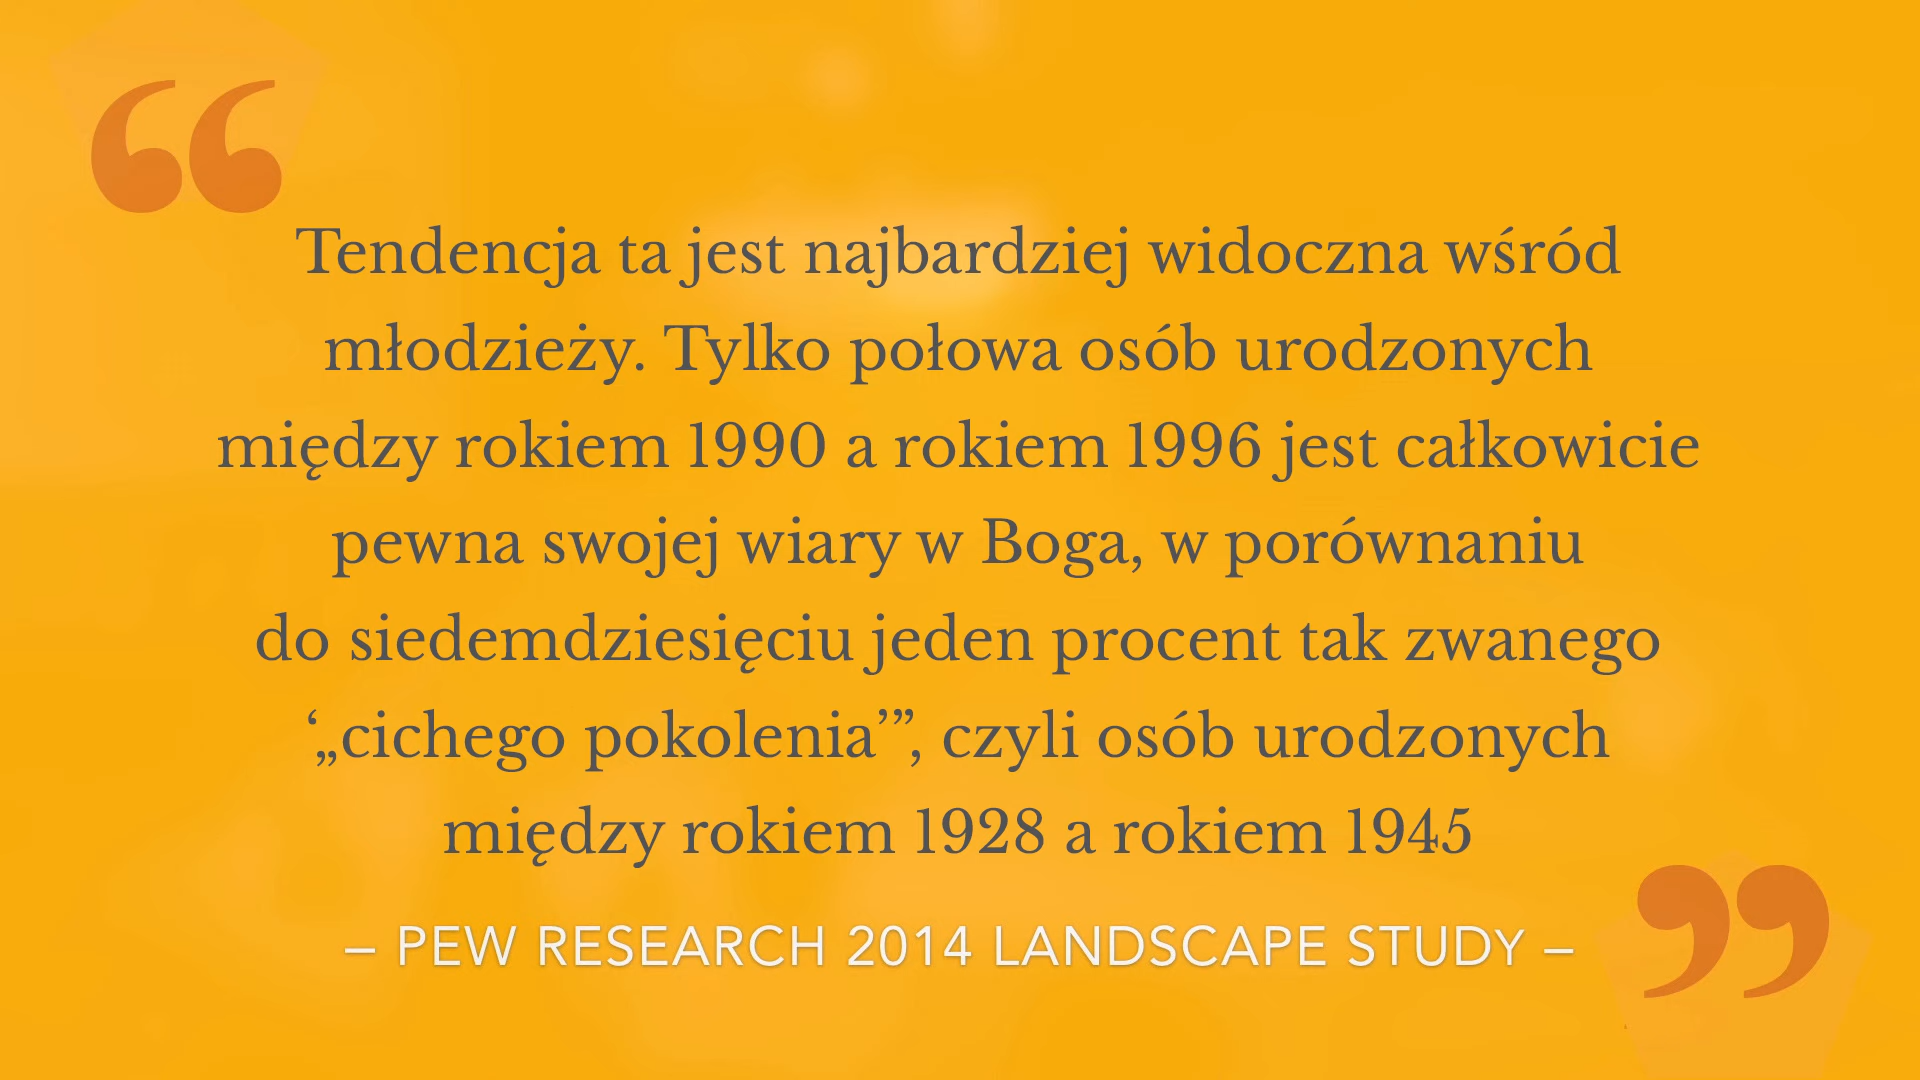 “
Tendencja ta jest najbardziej widoczna wśród
młodzieży. Tylko połowa osób urodzonych
między rokiem 1990 a rokiem 1996 jest całkowicie
pewna swojej wiary w Boga, w porównaniu
do siedemdziesięciu jeden procent tak zwanego
‘„cichego pokolenia’”, czyli osób urodzonych
między rokiem 1928 a rokiem 1945
– PEW RESEARCH 2014 LANDSCAPE STUDY –
”